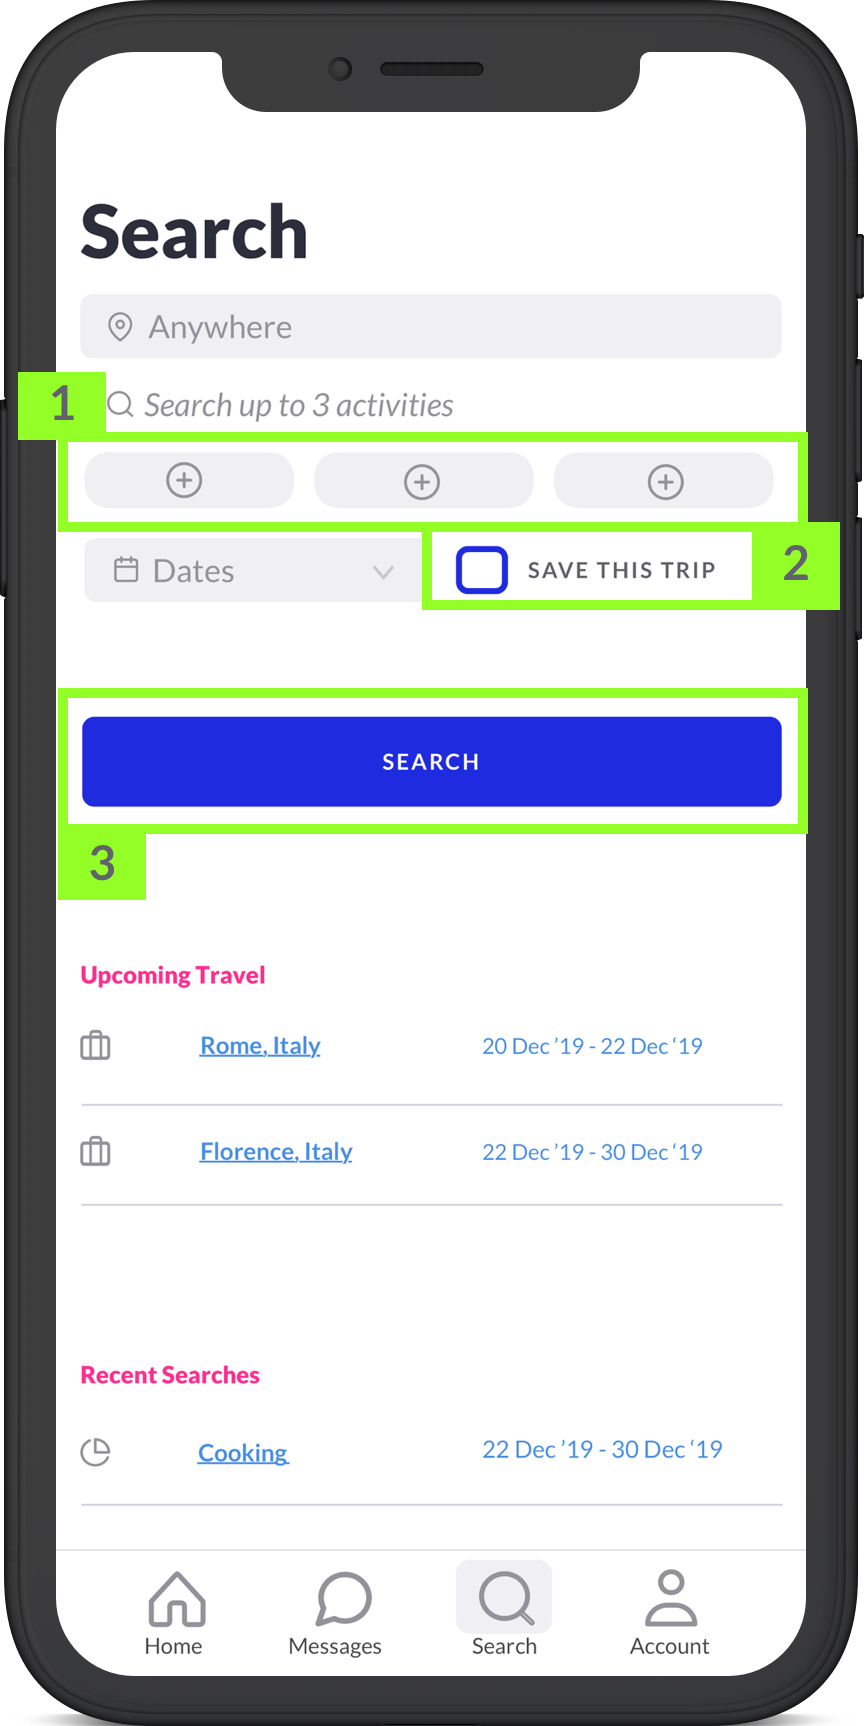 Search
Anywhere
1
Search up to 3 activities
Dates
SAVE THIS TRIP
2
SEARCH
3
Upcoming Travel
Rome, Italy 20 Dec ’19 - 22 Dec ‘19
Florence, Italy 22 Dec ’19 - 30 Dec ‘19
Recent Searches
Cooking 22 Dec ’19 - 30 Dec ‘19
Home Messages Search Account